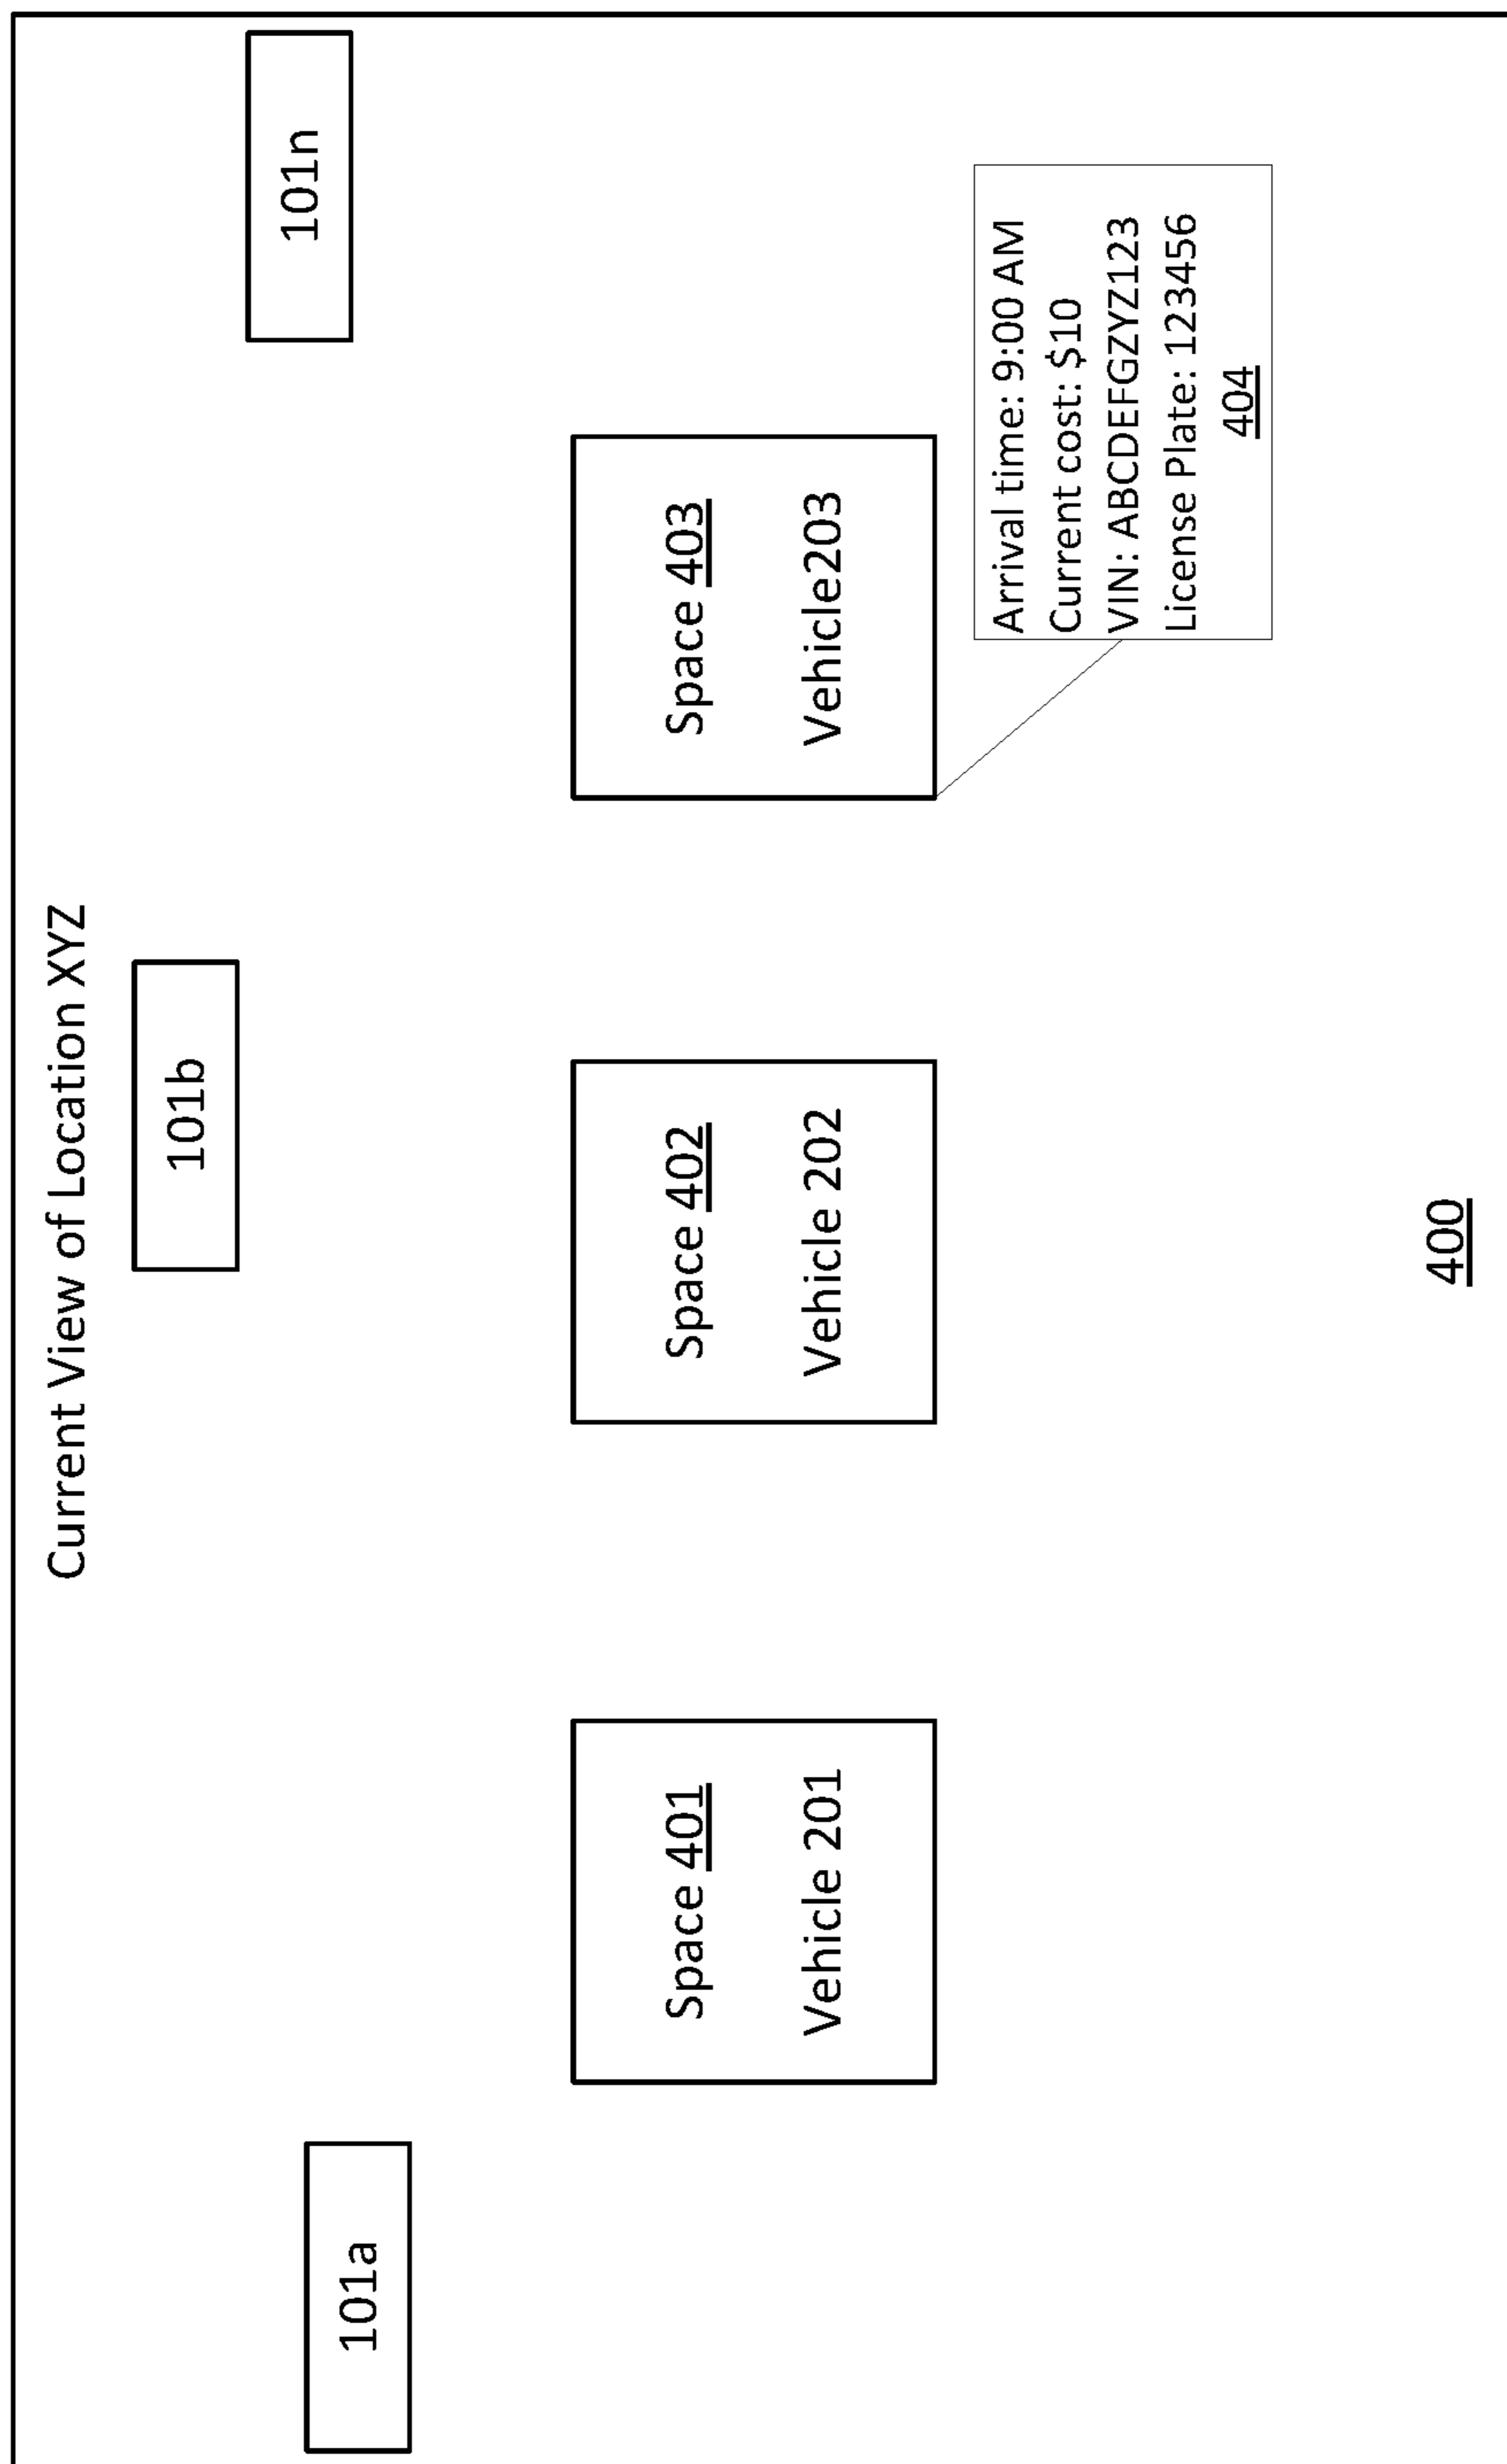 Current View of Location XYZ
101a
101b
101n
Space 401
Vehicle 201
Space 402
Vehicle 202
Space 403
Vehicle203
Arrival time: 9:00 AM
Current cost: $10
VIN: ABCDEFGZYZ123
License Plate: 123456
404
400